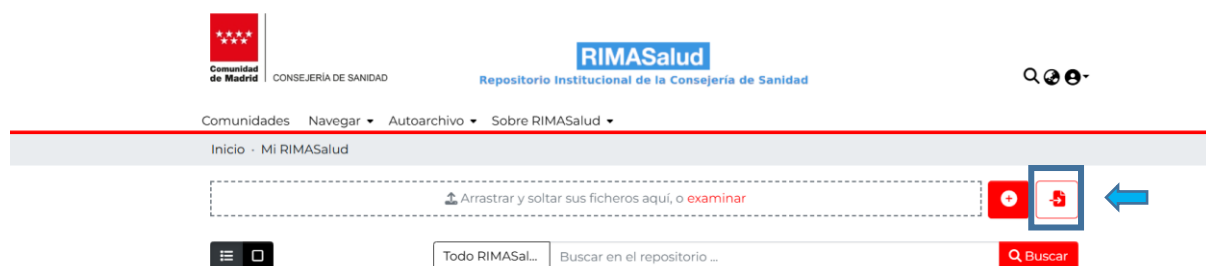 Comunidad
de Madrid
CONSEJERÍA DE SANIDAD
RIMASalud
Repositorio Institucional de la Consejería de Sanidad
Comunidades Navegar Autoarchivo Sobre RIMASalud
Inicio · Mi RIMASalud
Arrastrar y soltar sus ficheros aquí, o examinar
Todo RIMASal... Buscar en el repositorio ... Buscar